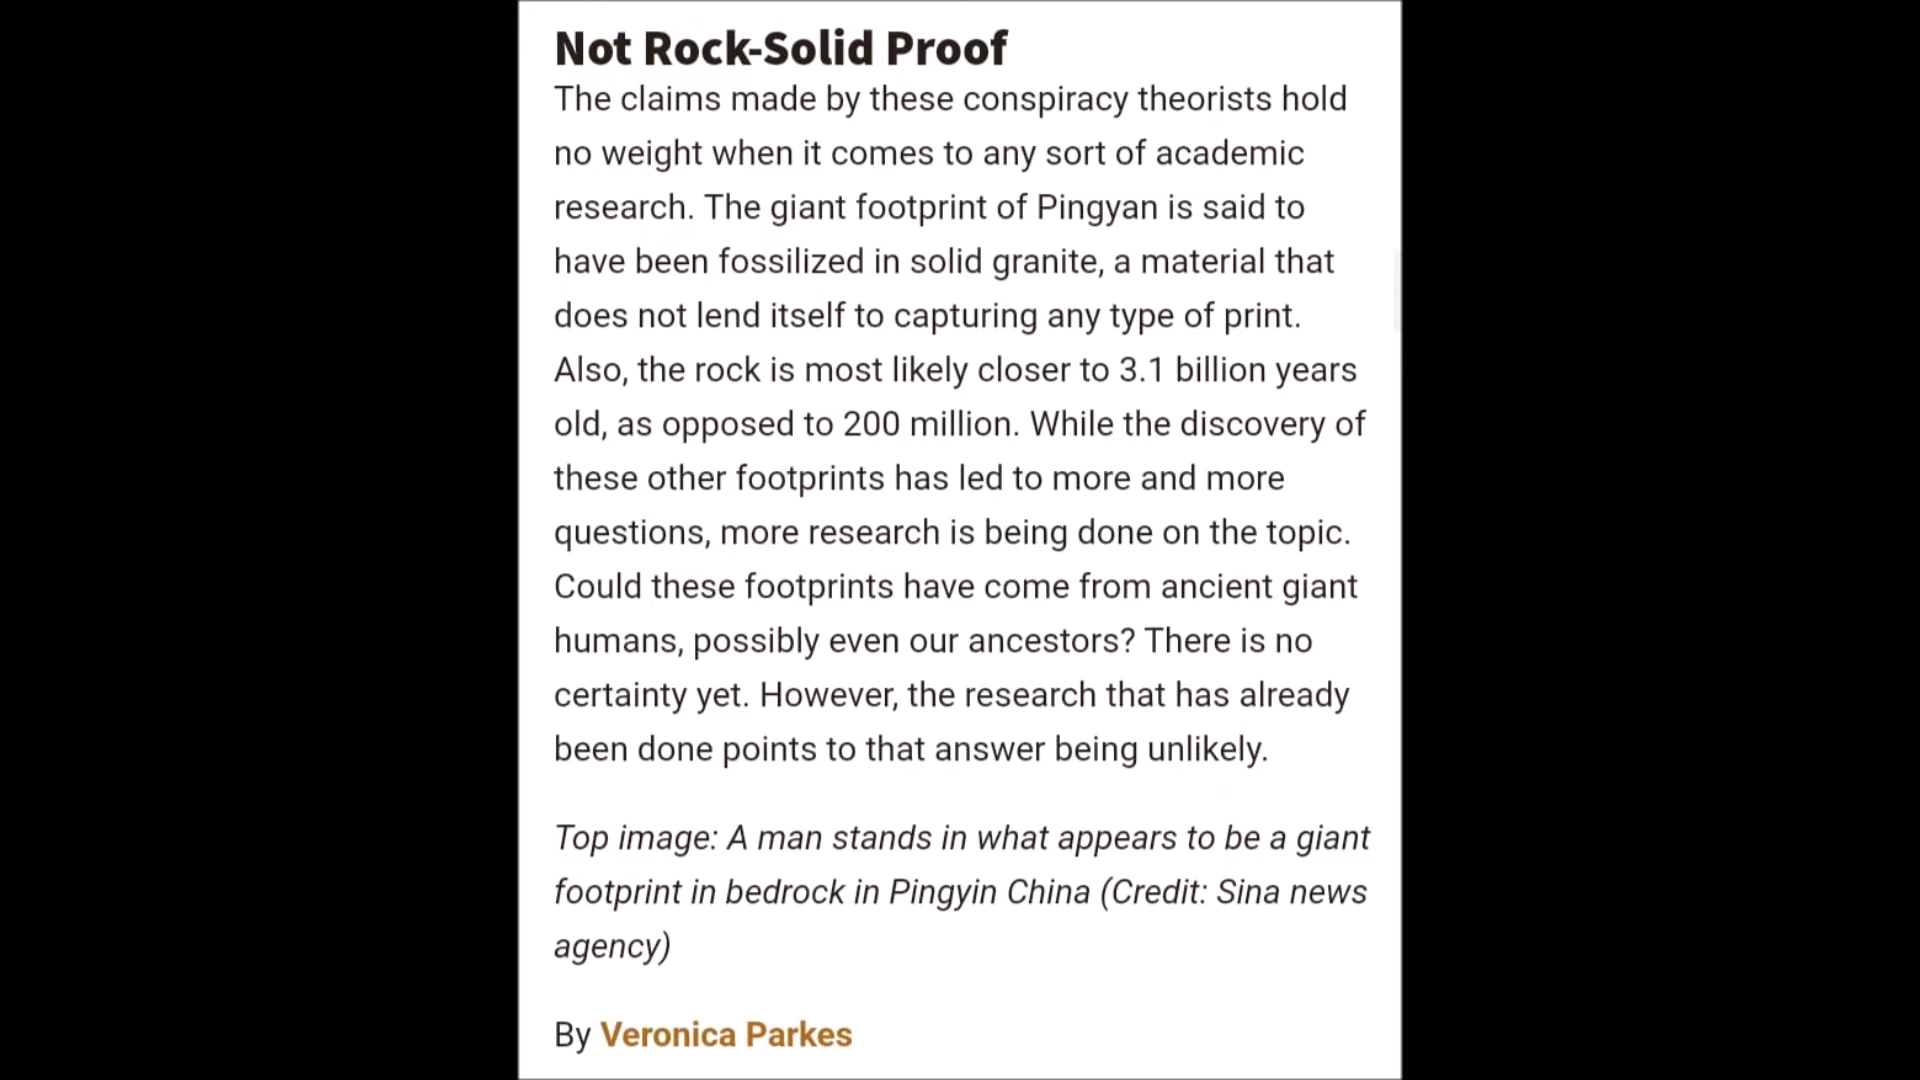 Not Rock-Solid Proof
The claims made by these conspiracy theorists hold
no weight when it comes to any sort of academic
research. The giant footprint of Pingyan is said to
have been fossilized in solid granite, a material that
does not lend itself to capturing any type of print.
Also, the rock is most likely closer to 3.1 billion years
old, as opposed to 200 million. While the discovery of
these other footprints has led to more and more
questions, more research is being done on the topic.
Could these footprints have come from ancient giant
humans, possibly even our ancestors? There is no
certainty yet. However, the research that has already
been done points to that answer being unlikely.
Top image: A man stands in what appears to be a giant
footprint in bedrock in Pingyin China (Credit: Sina news
agency)
By Veronica Parkes